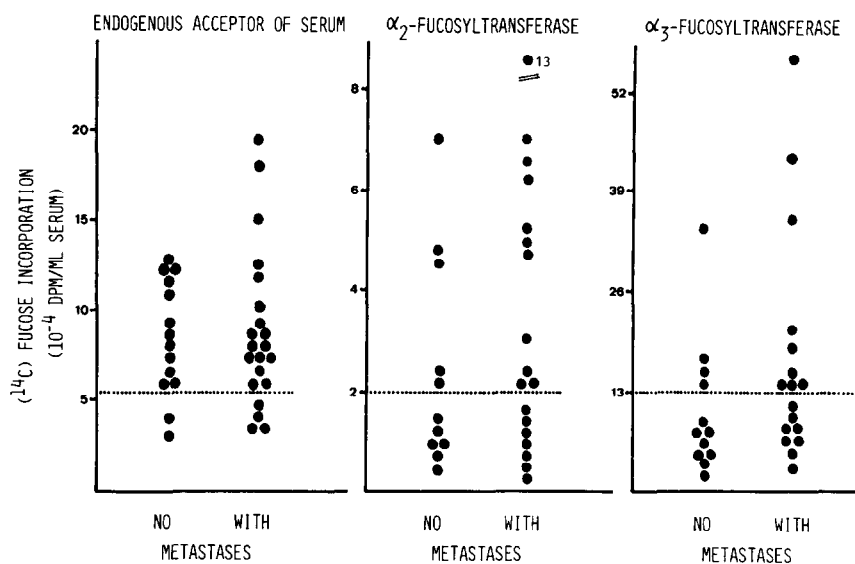 ENDOGENOUS ACCEPTOR OF SERUM
α2-FUCOSYLTRANSFERASE
α3-FUCOSYLTRANSFERASE
(14C) FUCOSE INCORPORATION
(10-4 DPM/ML SERUM)
20
15
10
5
8
6
4
2
13
52
39
26
13
NO WITH
METASTASES
NO WITH
METASTASES
NO WITH
METASTASES